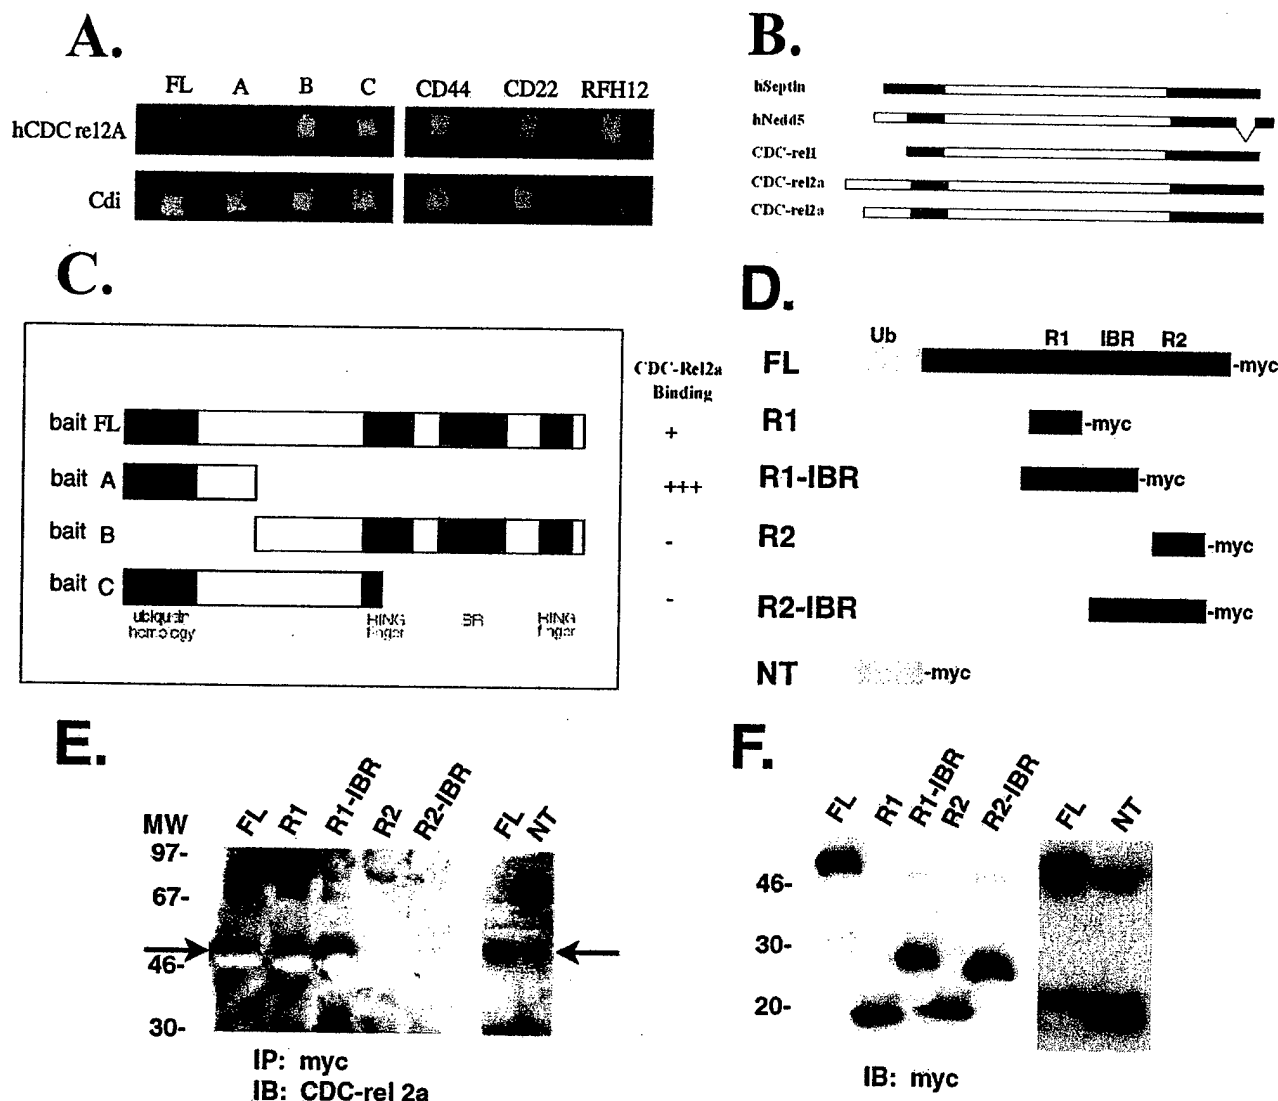 A.
FL A B C CD44 CD22 RFH12
hCDC re12A
Cdi
B.
hSeptin
hNedd5
CDC-rel1
CDC-rel2a
CDC-rel2a
C.
CDC-Rel2a
Binding
bait FL +
bait A +++
bait B -
bait C -
ubiquitin homology
RING finger
RING finger
D.
Ub R1 IBR R2
FL -myc
R1 -myc
R1-IBR -myc
R2 -myc
R2-IBR -myc
NT -myc
E.
MW FL R1 R1-IBR R2 R2-IBR FL NT
97-
67-
46-
30-
IP: myc
IB: CDC-rel 2a
F.
FL R1 R1-IBR R2 R2-IBR FL NT
46-
30-
20-
IB: myc